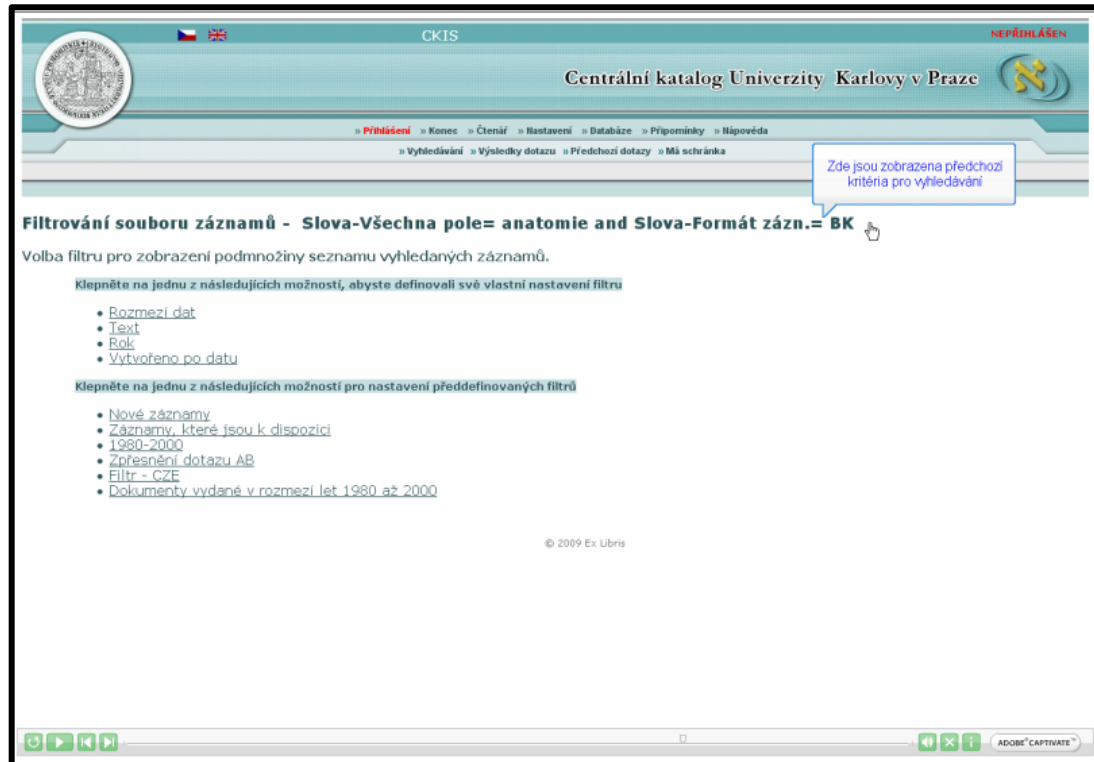 CKIS
NEPŘIHLÁŠEN
Centrální katalog Univerzity Karlovy v Praze
» Přihlášení » Konec » Čtenář » Nastavení » Databáze » Připomínky » Nápověda
» Vyhledávání » Výsledky dotazu » Předchozí dotazy » Má schránka
Zde jsou zobrazena předchozí
kritéria pro vyhledávání
Filtrování souboru záznamů - Slova-Všechna pole= anatomie and Slova-Formát zázn.= BK
Volba filtru pro zobrazení podmnožiny seznamu vyhledaných záznamů.
Klepněte na jednu z následujících možností, abyste definovali své vlastní nastavení filtru
• Rozmezí dat
• Text
• Rok
• Vytvořeno po datu
Klepněte na jednu z následujících možností pro nastavení předdefinovaných filtrů
• Nové záznamy
• Záznamy, které jsou k dispozici
• 1980-2000
• Zpřesnění dotazu AB
• Filtr - CZE
• Dokumenty vydané v rozmezí let 1980 až 2000
© 2009 Ex Libris
ADOBE® CAPTIVATE™